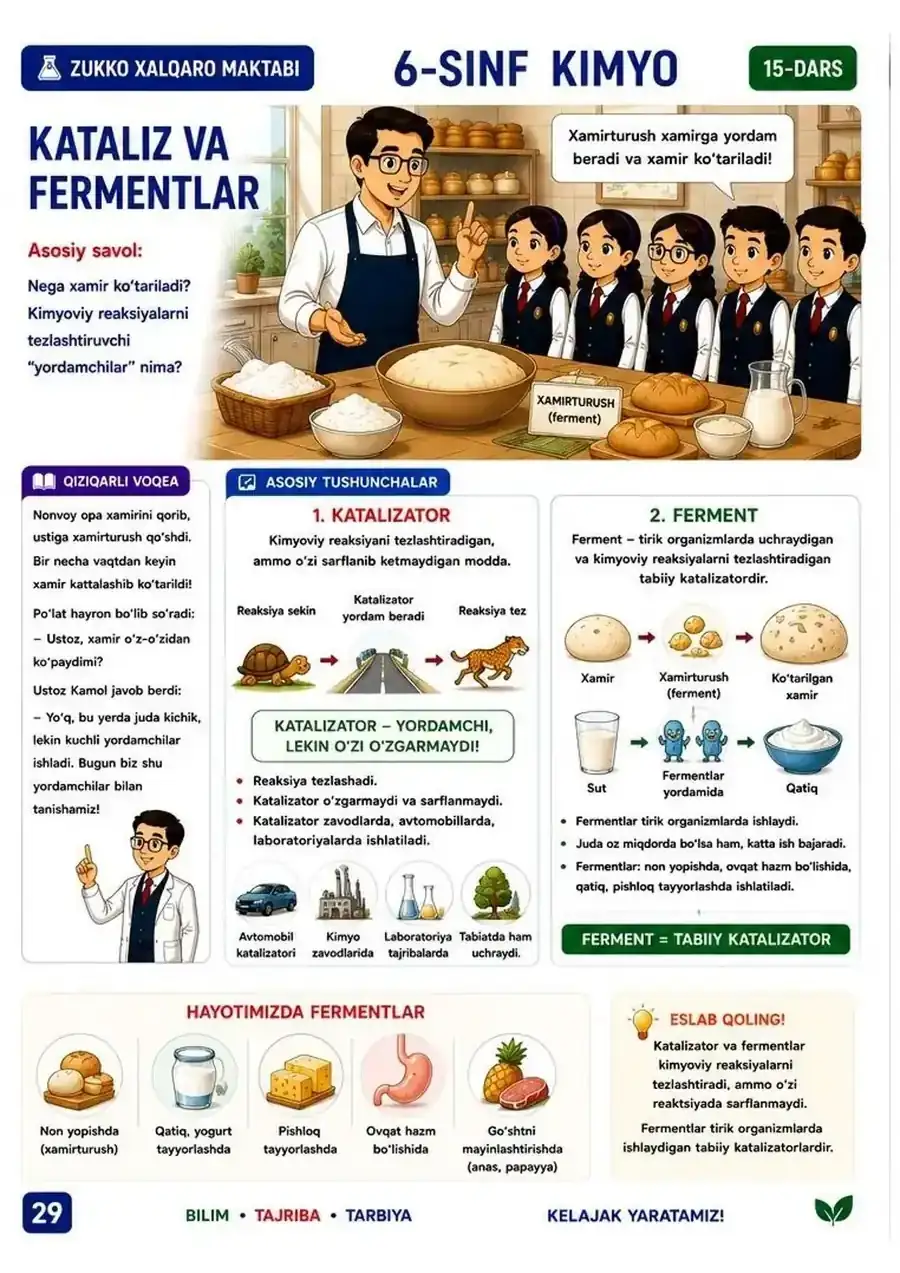 ZUKKO XALQARO MAKTABI
6-SINF KIMYO
15-DARS
KATALIZ VA
FERMENTLAR
Asosiy savol:
Nega xamir ko‘tariladi?
Kimyoviy reaksiyalarni
tezlashtiruvchi
“yordamchilar” nima?
Xamirturush xamirga yordam
beradi va xamir ko‘tariladi!
XAMIRTURUSH
(ferment)
QIZIQARLI VOQEA
Nonvoy opa xamirini qorib,
ustiga xamirturush qo‘shdi.
Bir necha vaqtdan keyin
xamir kattalashib ko‘tarildi!
Po‘lat hayron bo‘lib so‘radi:
– Ustoz, xamir o‘z-o‘zidan
ko‘paydimi?
Ustoz Kamol javob berdi:
– Yo‘q, bu yerda juda kichik,
lekin kuchli yordamchilar
ishladi. Bugun biz shu
yordamchilar bilan
tanishamiz!
ASOSIY TUSHUNCHALAR
1. KATALIZATOR
Kimyoviy reaksiyani tezlashtiradigan,
ammo o‘zi sarflanib ketmaydigan modda.
Reaksiya sekin
Katalizator
yordam beradi
Reaksiya tez
KATALIZATOR – YORDAMCHI,
LEKIN O‘ZI O‘ZGARMAYDI!
• Reaksiya tezlashadi.
• Katalizator o‘zgarmaydi va sarflanmaydi.
• Katalizator zavodlarda, avtomobillarda,
laboratoriyalarda ishlatiladi.
Avtomobil
katalizatori
Kimyo
zavodlarida
Laboratoriya
tajribalarda
Tabiatda ham
uchraydi.
2. FERMENT
Ferment – tirik organizmlarda uchraydigan
va kimyoviy reaksiyalarni tezlashtiradigan
tabiiy katalizatordir.
Xamir
Xamirturush
(ferment)
Ko‘tarilgan
xamir
Sut
Fermentlar
yordamida
Qatiq
• Fermentlar tirik organizmlarda ishlaydi.
• Juda oz miqdorda bo‘lsa ham, katta ish bajaradi.
• Fermentlar: non yopishda, ovqat hazm bo‘lishida,
qatiq, pishloq tayyorlashda ishlatiladi.
FERMENT = TABIIY KATALIZATOR
HAYOTIMIZDA FERMENTLAR
Non yopishda
(xamirturush)
Qatiq, yogurt
tayyorlashda
Pishloq
tayyorlashda
Ovqat hazm
bo‘lishida
Go‘shtni
mayinlashtirishda
(anas, papayya)
ESLAB QOLING!
Katalizator va fermentlar
kimyoviy reaksiyalarni
tezlashtiradi, ammo o‘zi
reaktsiyada sarflanmaydi.
Fermentlar tirik organizmlarda
ishlaydigan tabiiy katalizatorlardir.
29
BILIM • TAJRIBA • TARBIYA
KELAJAK YARATAMIZ!